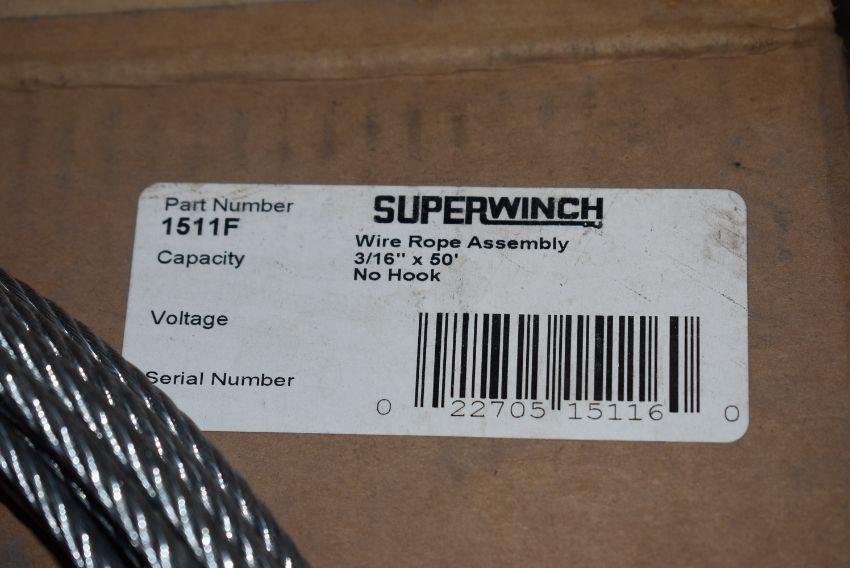 Part Number
1511F
Capacity
Voltage
Serial Number
SUPERWINCH
Wire Rope Assembly
3/16" x 50'
No Hook
0 22705 15116 0